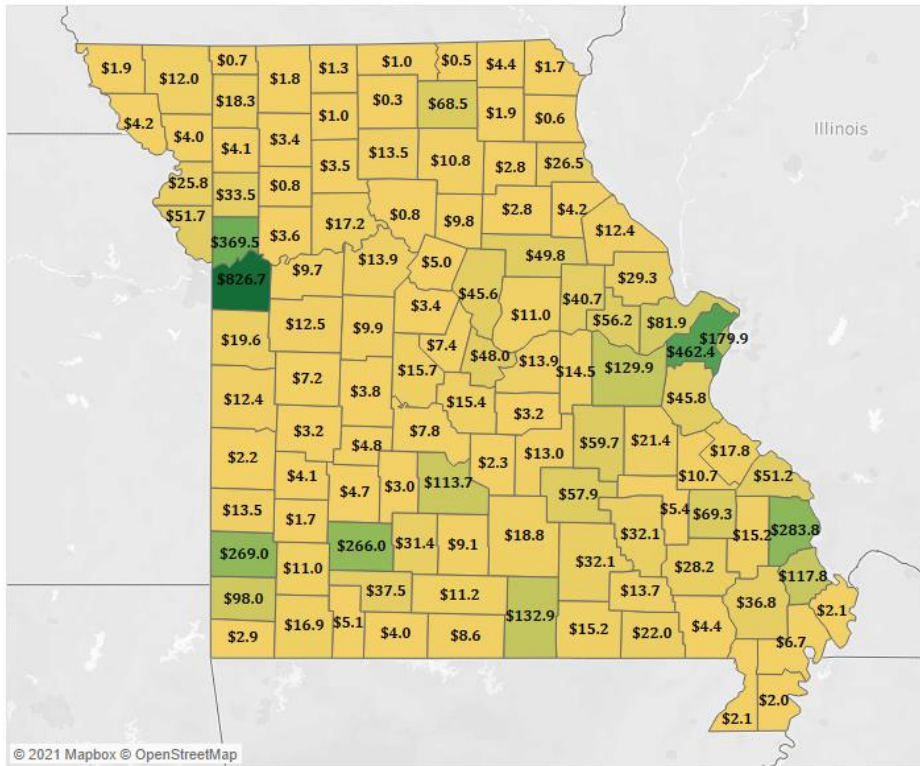 $1.9 $12.0 $0.7 $1.8 $1.3 $1.0 $0.5 $4.4 $1.7
$18.3 $1.0 $0.3 $68.5 $1.9 $0.6
$4.2 $4.0 $4.1 $3.4 $3.5 $13.5 $10.8 $2.8 $26.5
Illinois
$25.8 $33.5 $0.8
$51.7 $3.6 $17.2 $0.8 $9.8 $2.8 $4.2 $12.4
$369.5 $49.8
$826.7 $9.7 $13.9 $5.0 $29.3
$45.6 $40.7
$3.4 $11.0 $56.2 $81.9
$19.6 $12.5 $9.9 $179.9
$7.4 $48.0 $13.9 $462.4
$12.4 $7.2 $3.8 $15.7 $14.5 $129.9
$15.4 $3.2 $45.8
$3.2 $4.8 $7.8 $59.7 $21.4
$2.2 $2.3 $13.0 $17.8
$4.1 $4.7 $3.0 $113.7 $10.7 $51.2
$13.5 $1.7 $57.9 $5.4 $69.3
$18.8 $32.1 $15.2 $283.8
$269.0 $11.0 $266.0 $31.4 $9.1 $32.1 $28.2
$98.0 $37.5 $11.2 $13.7 $117.8
$36.8 $2.1
$2.9 $16.9 $5.1 $4.0 $8.6 $132.9 $15.2 $22.0 $4.4
$6.7
$2.0
$2.1
© 2021 Mapbox © OpenStreetMap